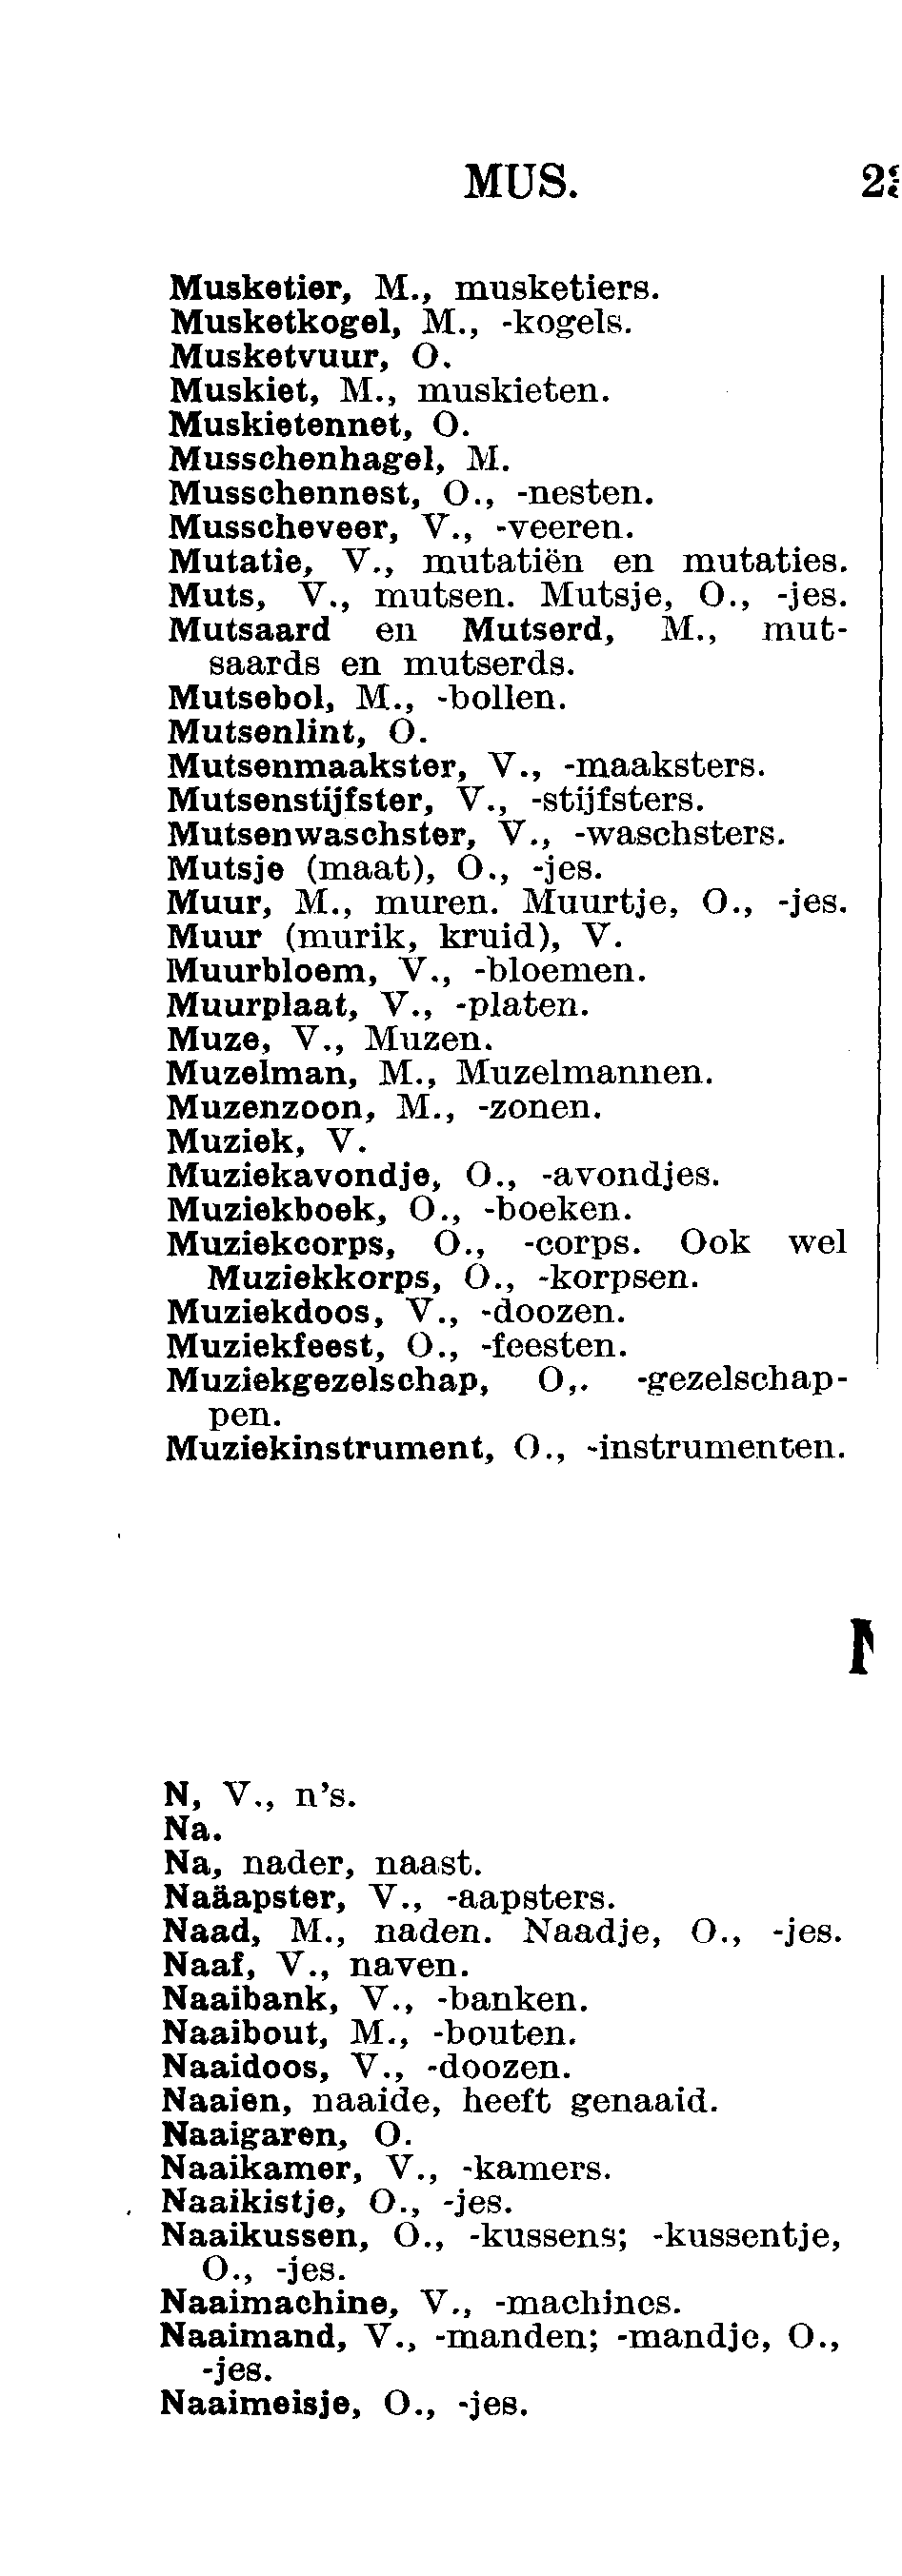 MUS.
Musketier, M., musketiers.
Musketkogel, M., -kogels.
Musketvuur, O.
Muskiet, M., muskieten.
Muskietennet, O.
Musschenhagel, M.
Musschennest, O., -nesten.
Musscheveer, V., -veeren.
Mutatie, V., mutatiën en mutaties.
Muts, V., mutsen. Mutsje, O., -jes.
Mutsaard en Mutserd, M., mut-
saards en mutserds.
Mutsebol, M., -bollen.
Mutsenlint, O.
Mutsenmaakster, V., -maaksters.
Mutsenstijfster, V., -stijfsters.
Mutsenwaschster, V., -waschsters.
Mutsje (maat), O., -jes.
Muur, M., muren. Muurtje, O., -jes.
Muur (murik, kruid), V.
Muurbloem, V., -bloemen.
Muurplaat, V., -platen.
Muze, V., Muzen.
Muzelman, M., Muzelmannen.
Muzenzoon, M., -zonen.
Muziek, V.
Muziekavondje, O., -avondjes.
Muziekboek, O., -boeken.
Muziekcorps, O., -corps. Ook wel
Muziekkorps, O., -korpsen.
Muziekdoos, V., -doozen.
Muziekfeest, O., -feesten.
Muziekgezelschap, O,. -gezelschap-
pen.
Muziekinstrument, O., -instrumenten.
N, V., n's.
Na.
Na, nader, naast.
Naäapster, V., -aapsters.
Naad, M., naden. Naadje, O., -jes.
Naaf, V., naven.
Naaibank, V., -banken.
Naaibout, M., -bouten.
Naaidoos, V., -doozen.
Naaien, naaide, heeft genaaid.
Naaigaren, O.
Naaikamer, V., -kamers.
Naaikistje, O., -jes.
Naaikussen, O., -kussens; -kussentje,
O., -jes.
Naaimachine, V., -machines.
Naaimand, V., -manden; -mandje, O.,
-jes.
Naaimeisje, O., -jes.